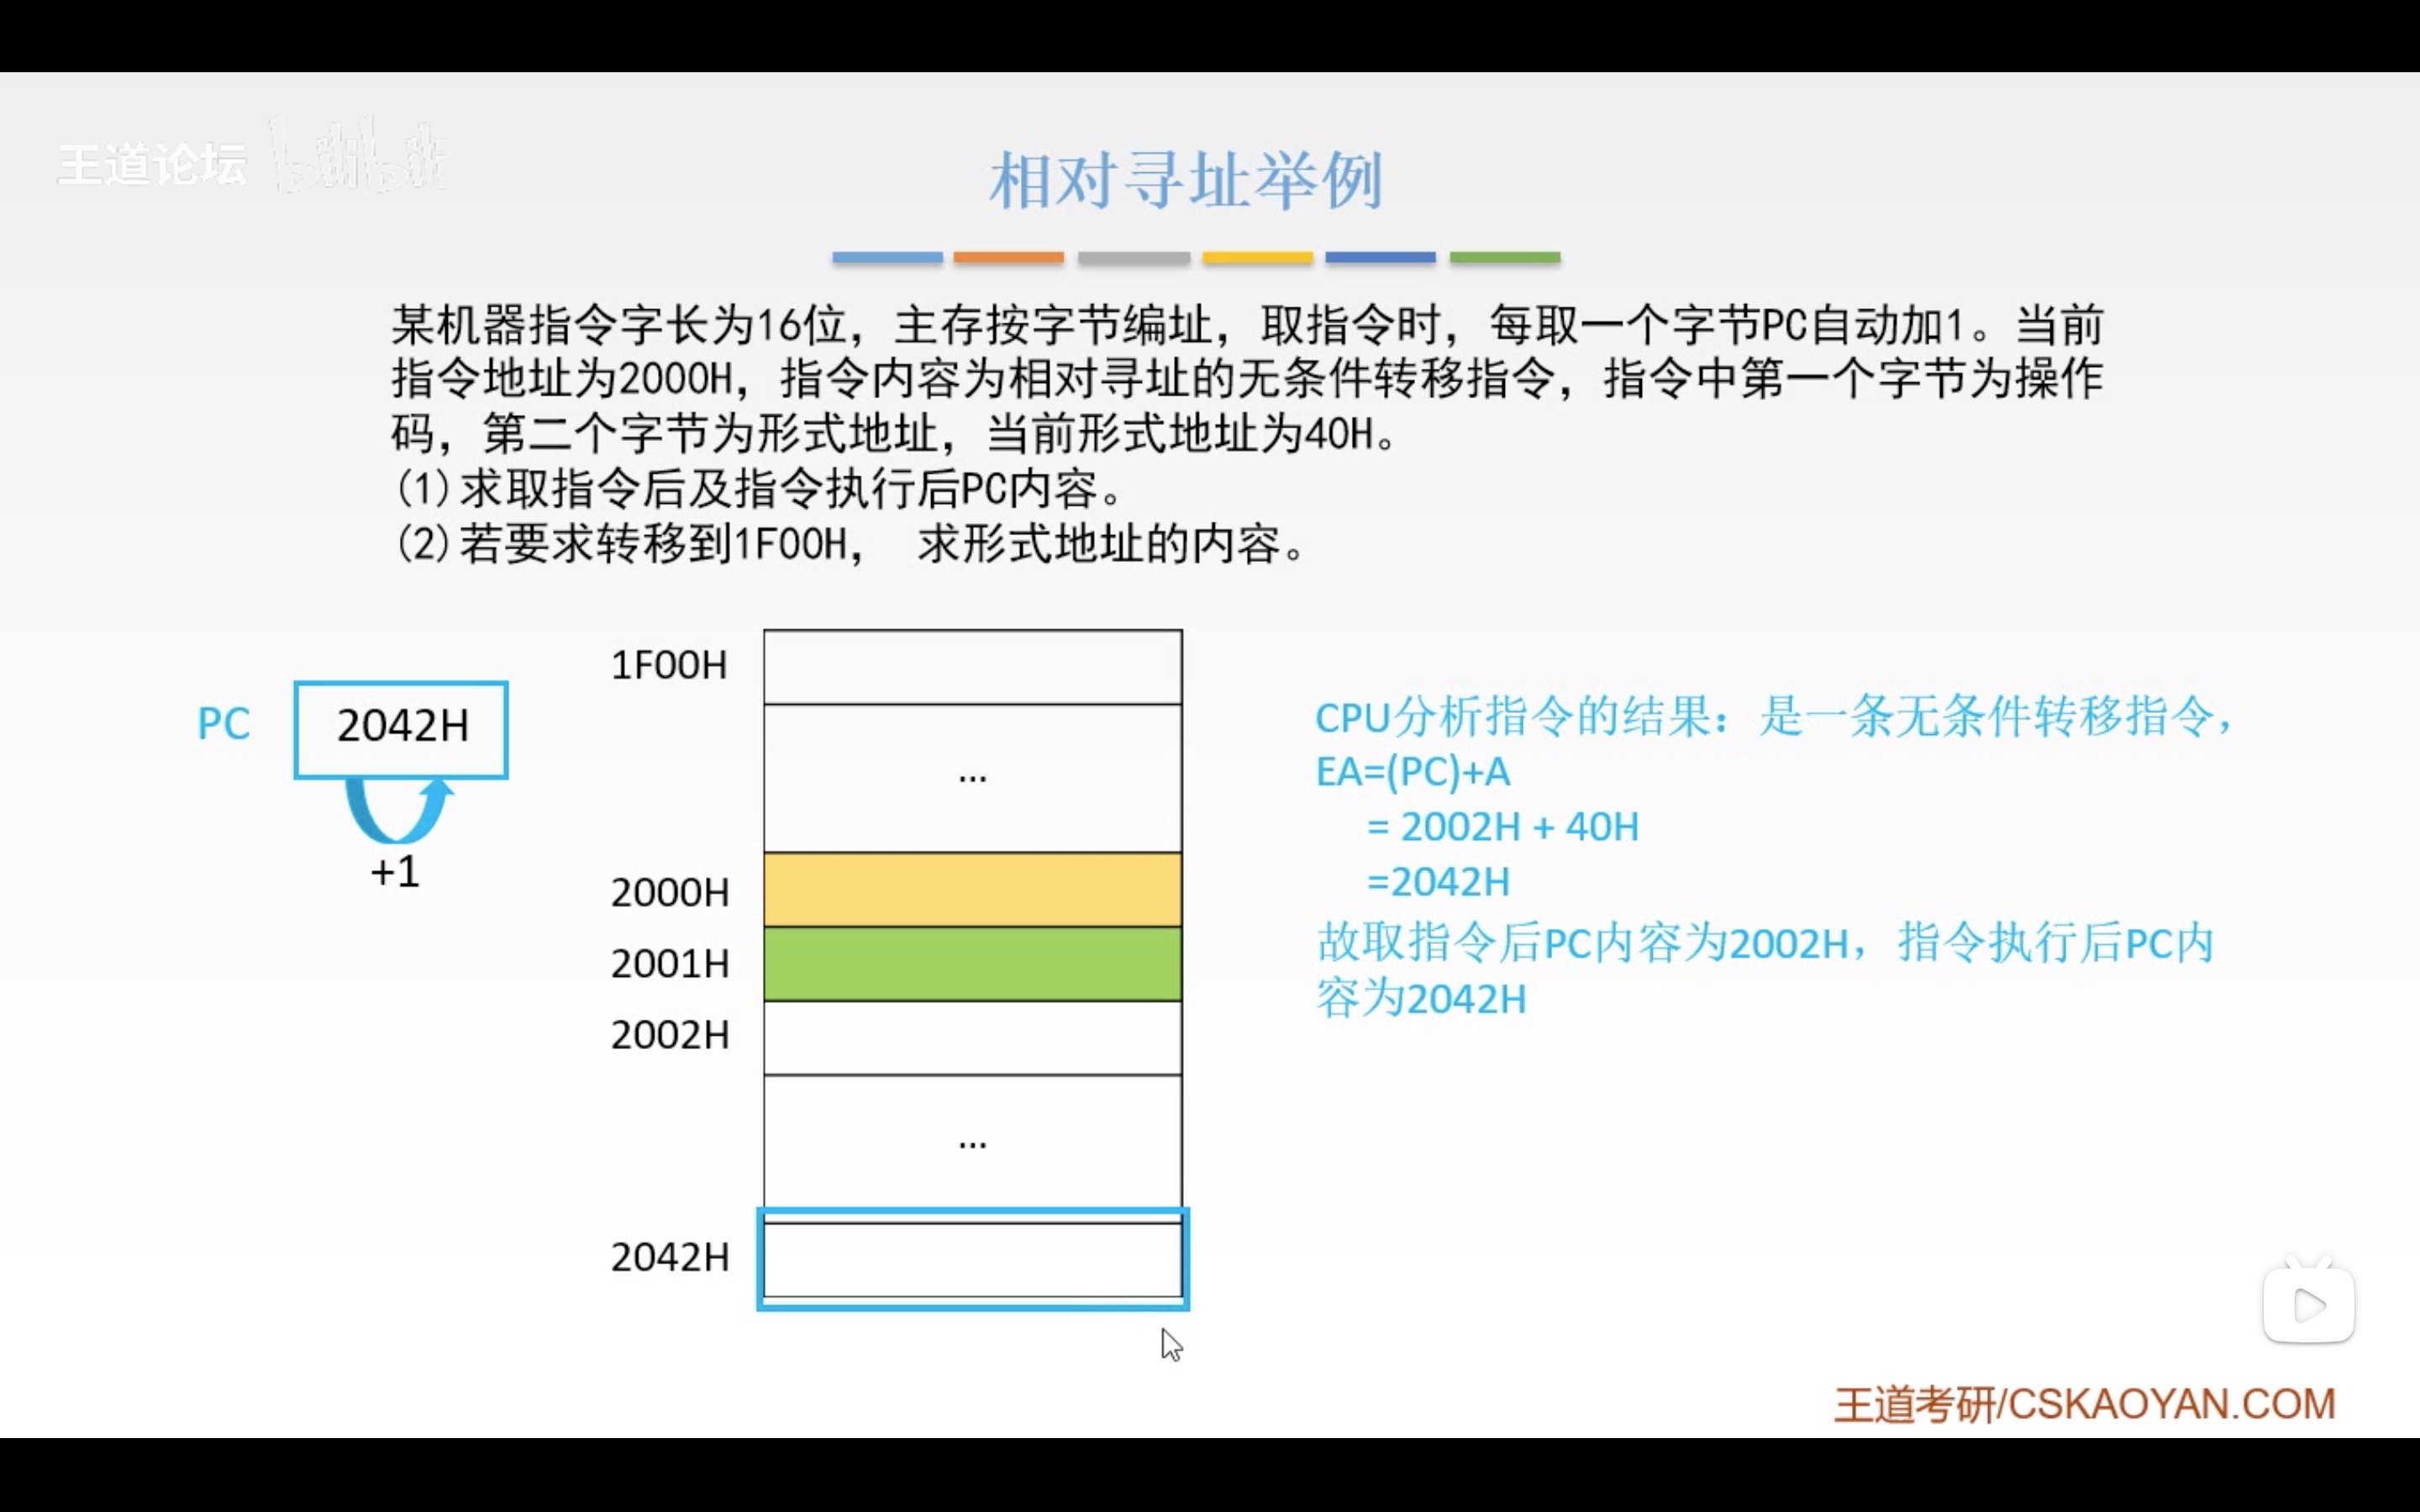 王道论坛 bilibili
相对寻址举例
某机器指令字长为16位，主存按字节编址，取指令时，每取一个字节PC自动加1。当前
指令地址为2000H，指令内容为相对寻址的无条件转移指令，指令中第一个字节为操作
码，第二个字节为形式地址，当前形式地址为40H。
(1)求取指令后及指令执行后PC内容。
(2)若要求转移到1F00H， 求形式地址的内容。
PC 2042H
+1
1F00H
...
2000H
2001H
2002H
...
2042H
CPU分析指令的结果：是一条无条件转移指令，
EA=(PC)+A
= 2002H + 40H
=2042H
故取指令后PC内容为2002H，指令执行后PC内
容为2042H
王道考研/CSKAOYAN.COM